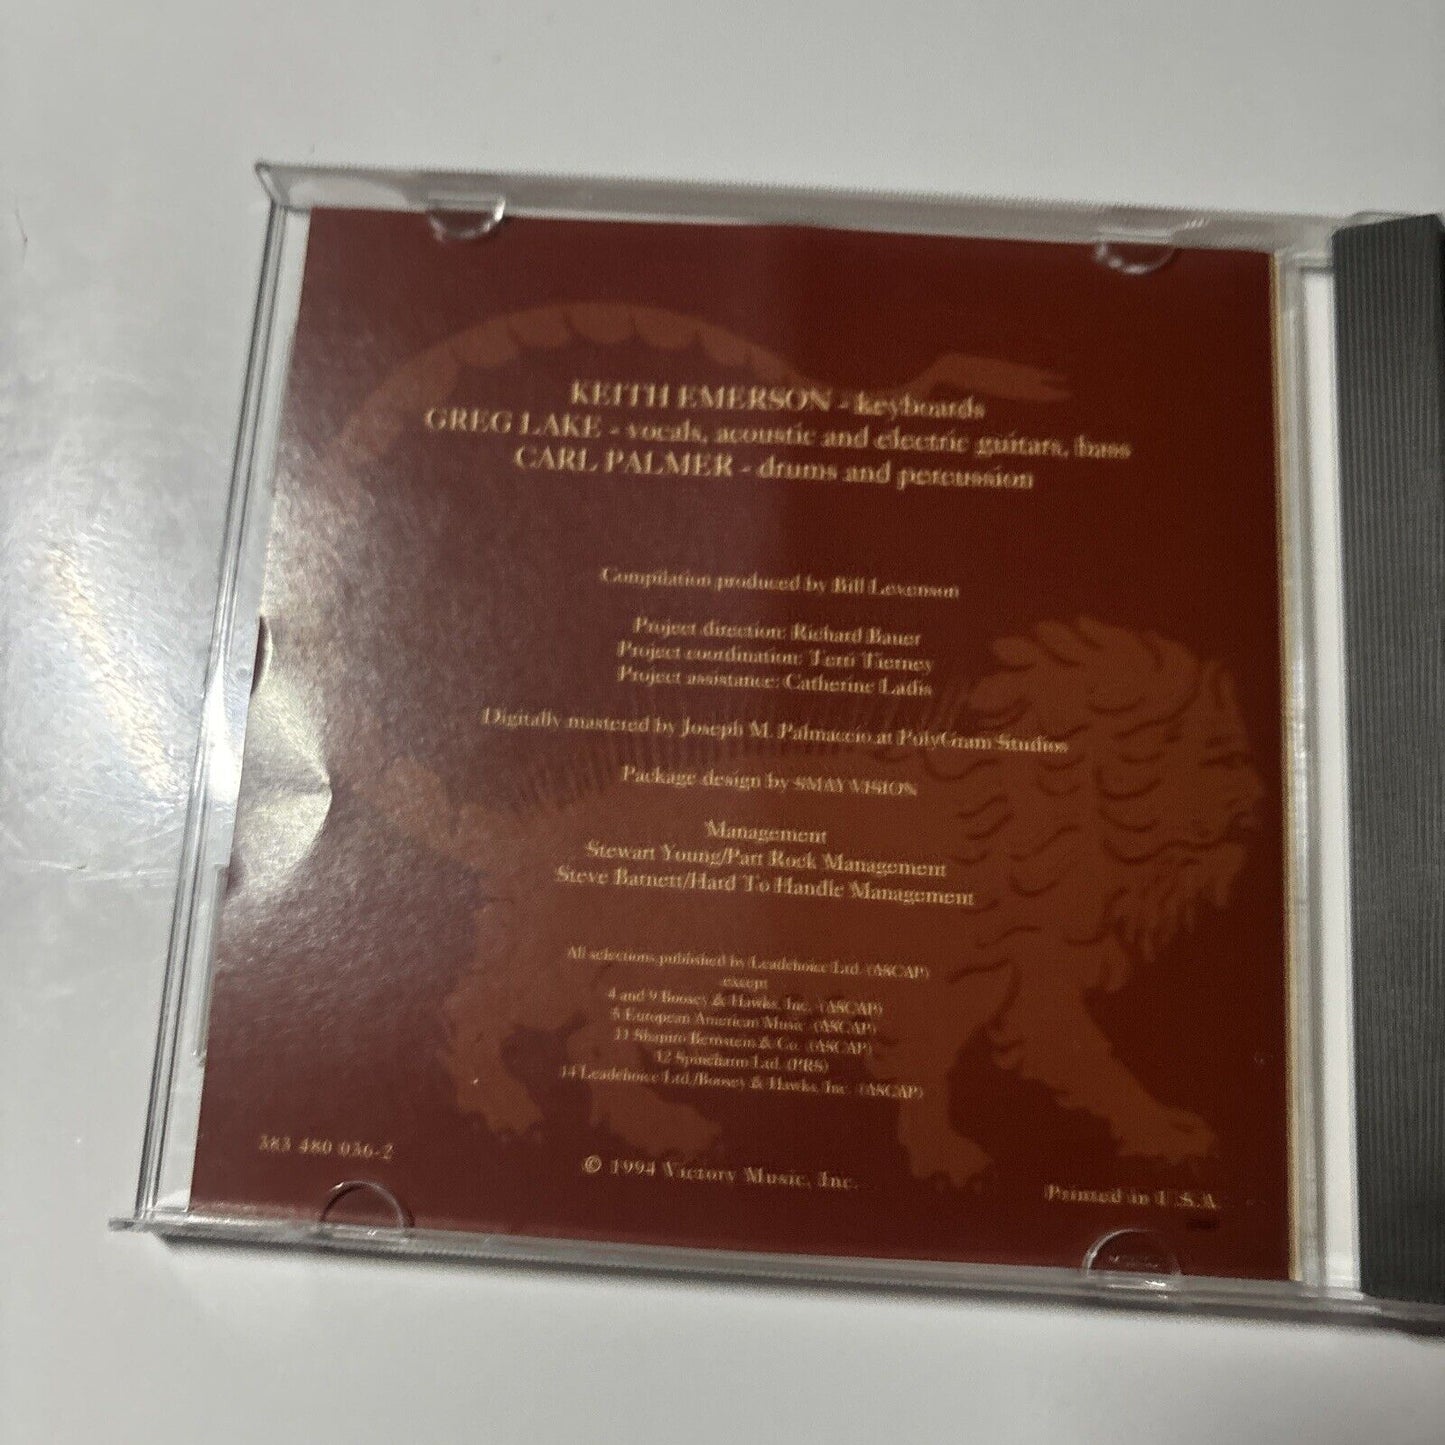 KEITH EMERSON - keyboards
GREG LAKE - vocals, acoustic and electric guitars, bass
CARL PALMER - drums and percussion
Compilation produced by Bill Levenson
Project direction: Richard Bauer
Project coordination: Terri Tierney
Project assistance: Catherine Ladis
Digitally mastered by Joseph M. Palmaccio at PolyGram Studios
Package design by SMAY VISION
Management
Stewart Young/Part Rock Management
Steve Barnett/Hard To Handle Management
All selections published by Leadchoice Ltd. (ASCAP)
except
4 and 9 Boosey & Hawks, Inc. (ASCAP)
5 European American Music (ASCAP)
11 Shapiro Bernstein & Co. (ASCAP)
12 Spincharm Ltd. (PRS)
14 Leadchoice Ltd./Boosey & Hawks, Inc. (ASCAP)
383 480 036-2
© 1994 Victory Music, Inc.
Printed in U.S.A.